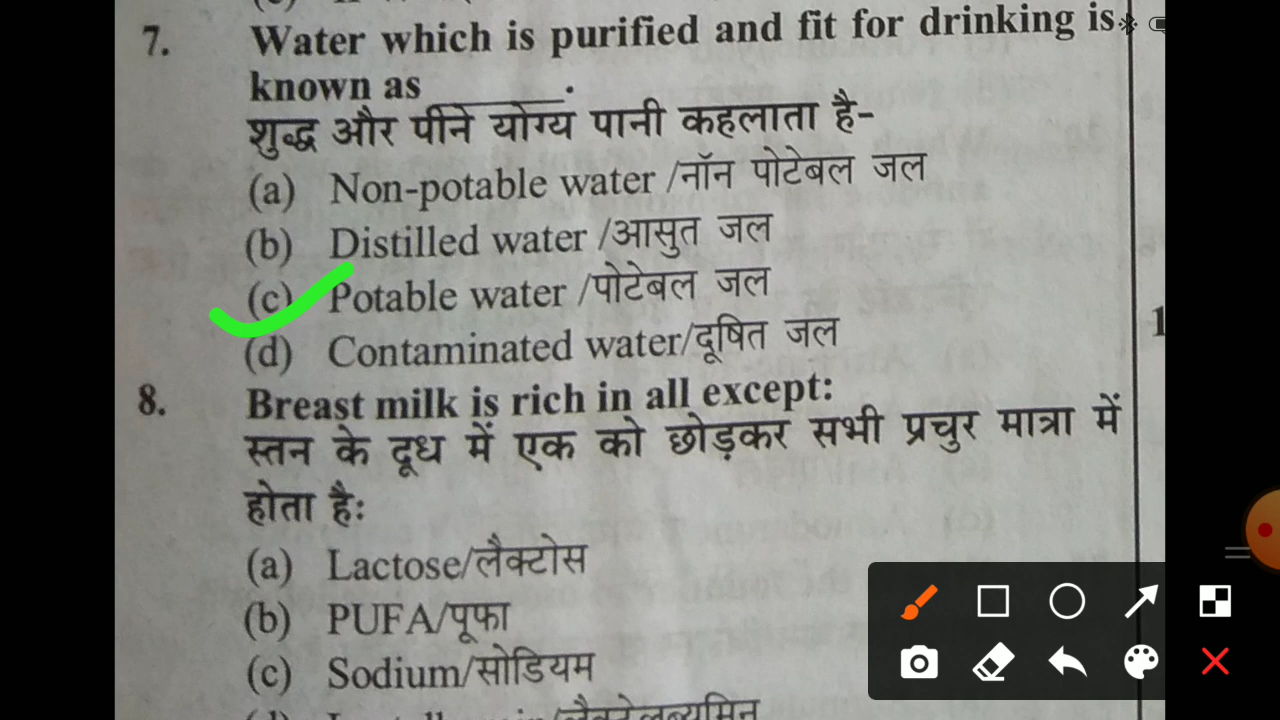 7. Water which is purified and fit for drinking is
known as ________.
शुद्ध और पीने योग्य पानी कहलाता है-
(a) Non-potable water /नॉन पोटेबल जल
(b) Distilled water /आसुत जल
(c) Potable water /पोटेबल जल
(d) Contaminated water/दूषित जल
8. Breast milk is rich in all except:
स्तन के दूध में एक को छोड़कर सभी प्रचुर मात्रा में
होता है:
(a) Lactose/लैक्टोस
(b) PUFA/पूफा
(c) Sodium/सोडियम